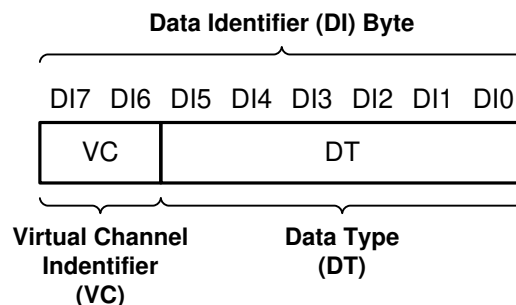 Data Identifier (DI) Byte
DI7 DI6 DI5 DI4 DI3 DI2 DI1 DI0
VC DT
Virtual Channel
Indentifier
(VC)
Data Type
(DT)